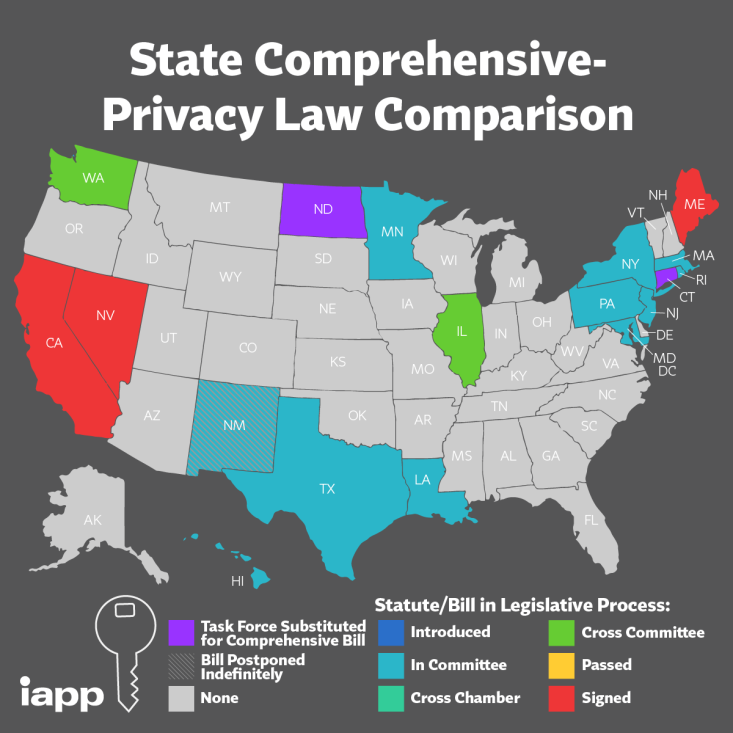 State Comprehensive-
Privacy Law Comparison
WA
OR
CA
NV
ID
MT
WY
UT
AZ
CO
NM
ND
SD
NE
KS
OK
TX
MN
IA
MO
AR
LA
WI
IL
MS
MI
IN
KY
TN
AL
OH
WV
GA
FL
SC
NC
VA
PA
NY
VT
NH
ME
MA
RI
CT
NJ
DE
MD
DC
AK
HI
iapp
Task Force Substituted
for Comprehensive Bill
Bill Postponed
Indefinitely
None
Statute/Bill in Legislative Process:
Introduced
In Committee
Cross Chamber
Cross Committee
Passed
Signed